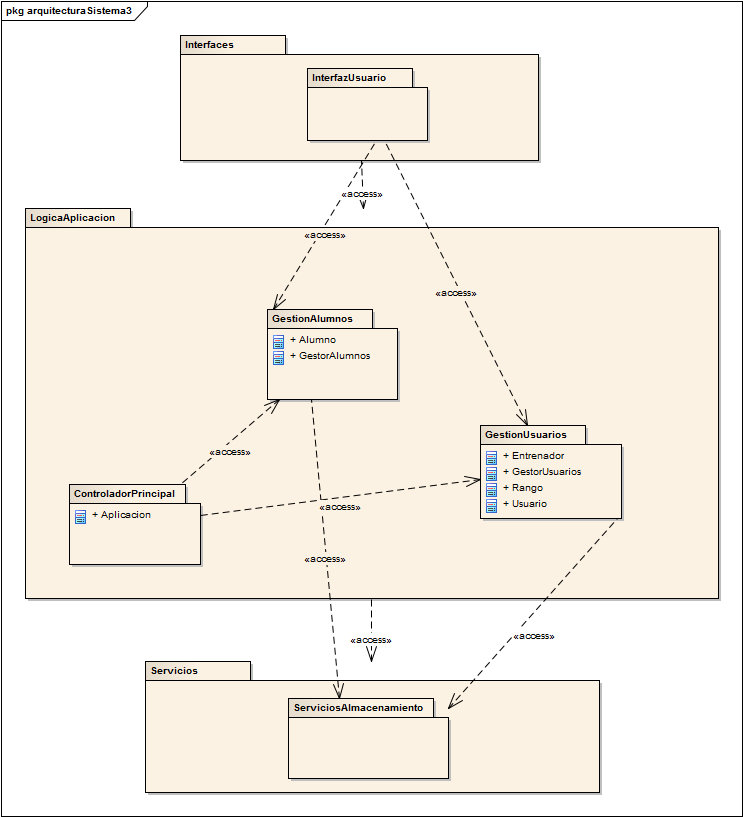 pkg arquitecturaSistema3
Interfaces
InterfazUsuario
«access»
LogicaAplicacion
«access»
«access»
GestionAlumnos
+ Alumno
+ GestorAlumnos
GestionUsuarios
+ Entrenador
+ GestorUsuarios
+ Rango
+ Usuario
«access»
ControladorPrincipal
+ Aplicacion
«access»
«access»
«access»
«access»
Servicios
ServiciosAlmacenamiento